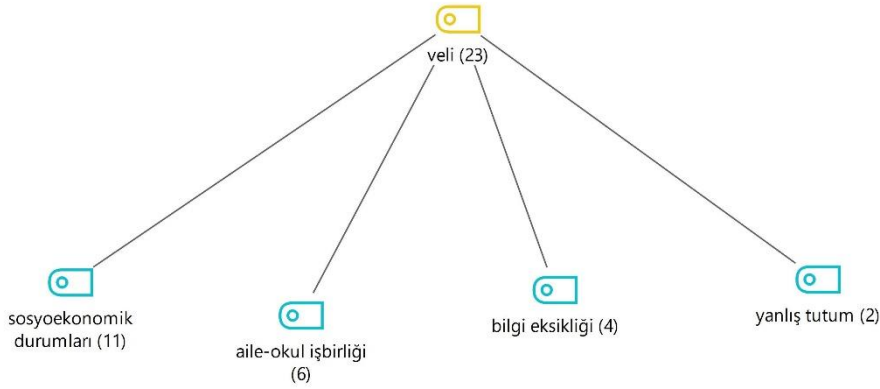 veli (23)
sosyoekonomik
durumları (11)
aile-okul işbirliği
(6)
bilgi eksikliği (4)
yanlış tutum (2)